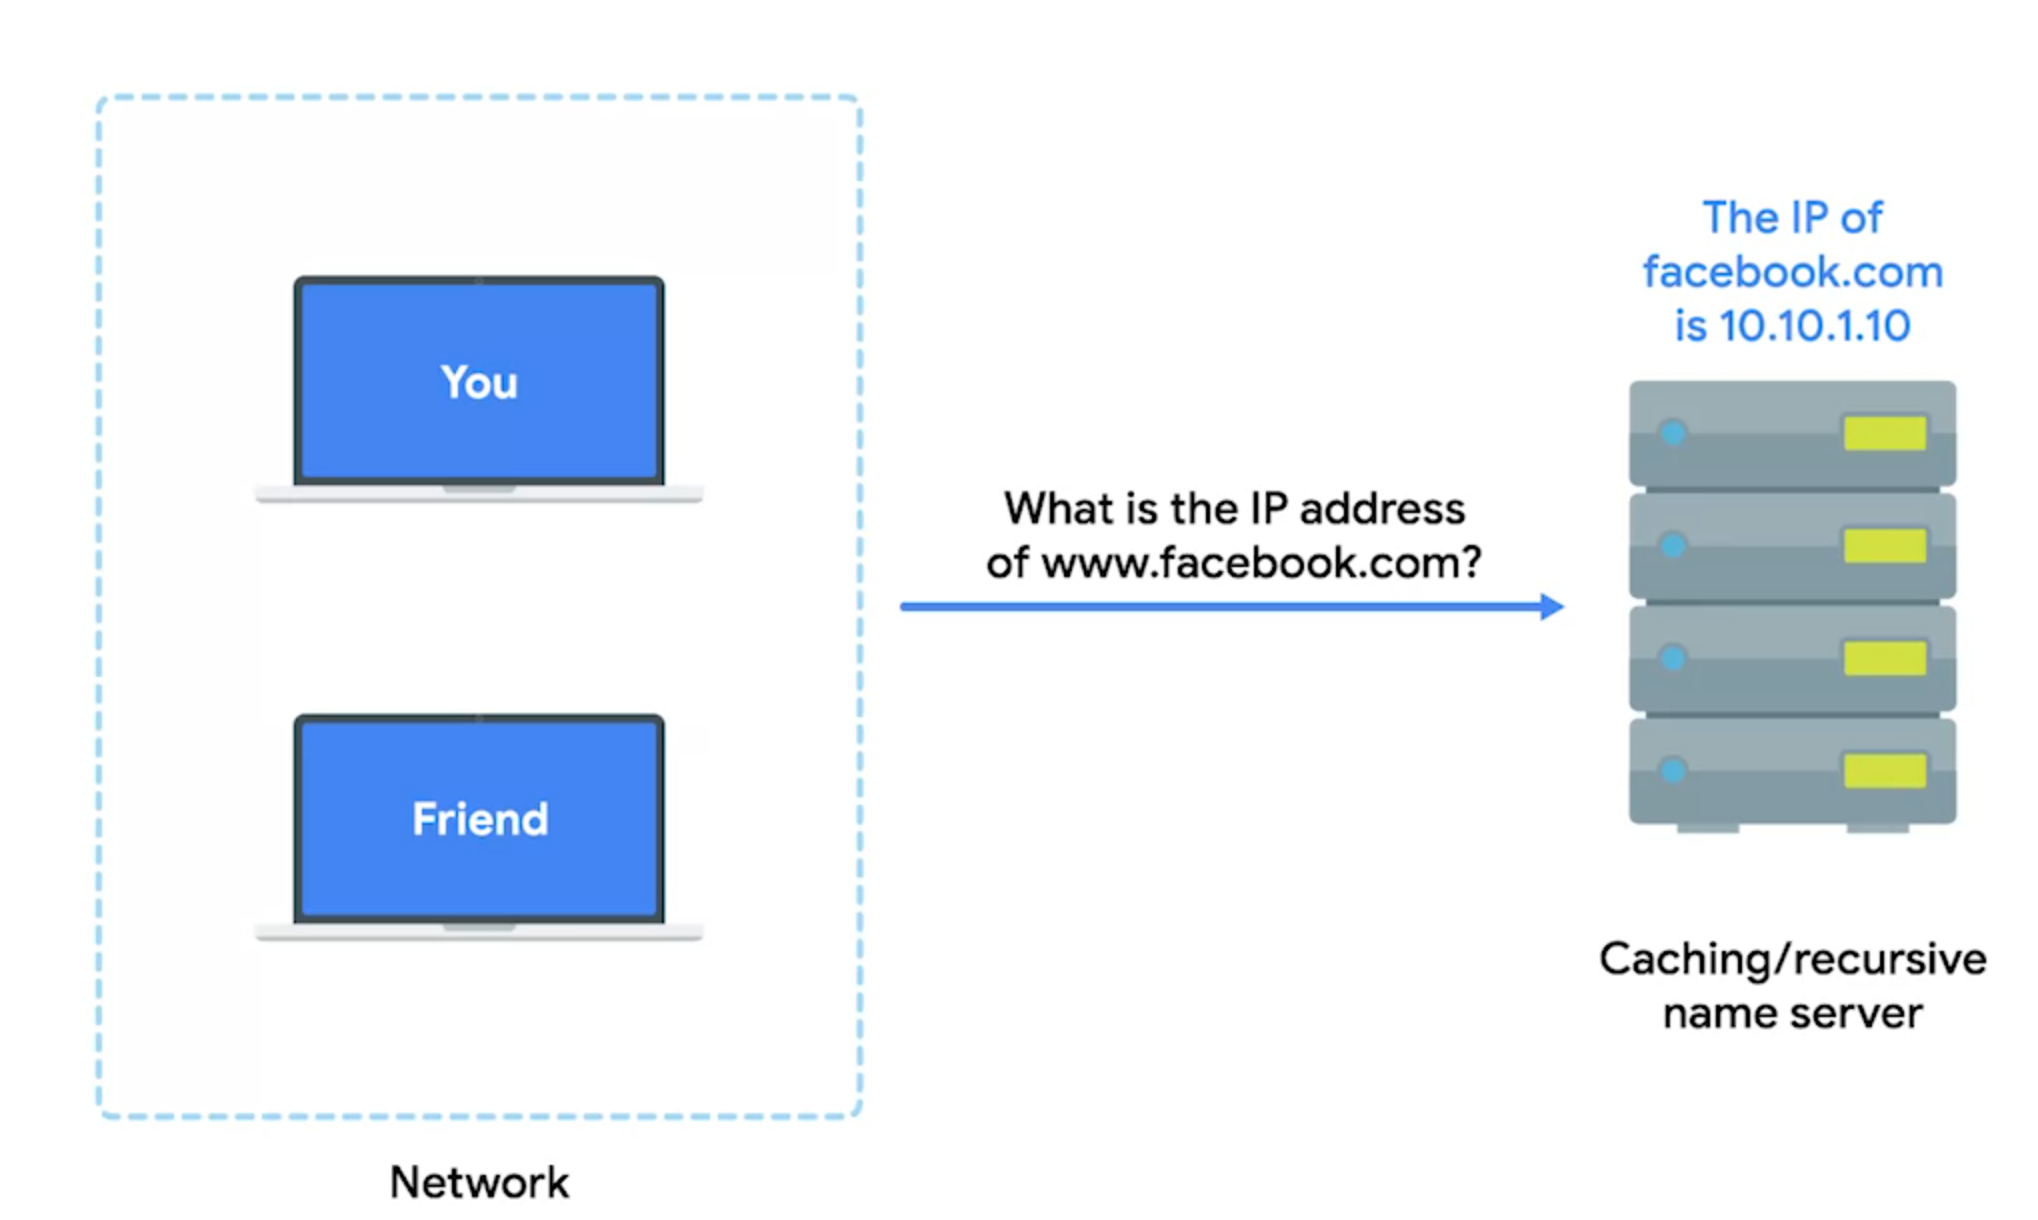 You
Friend
Network
What is the IP address
of www.facebook.com?
The IP of
facebook.com
is 10.10.1.10
Caching/recursive
name server